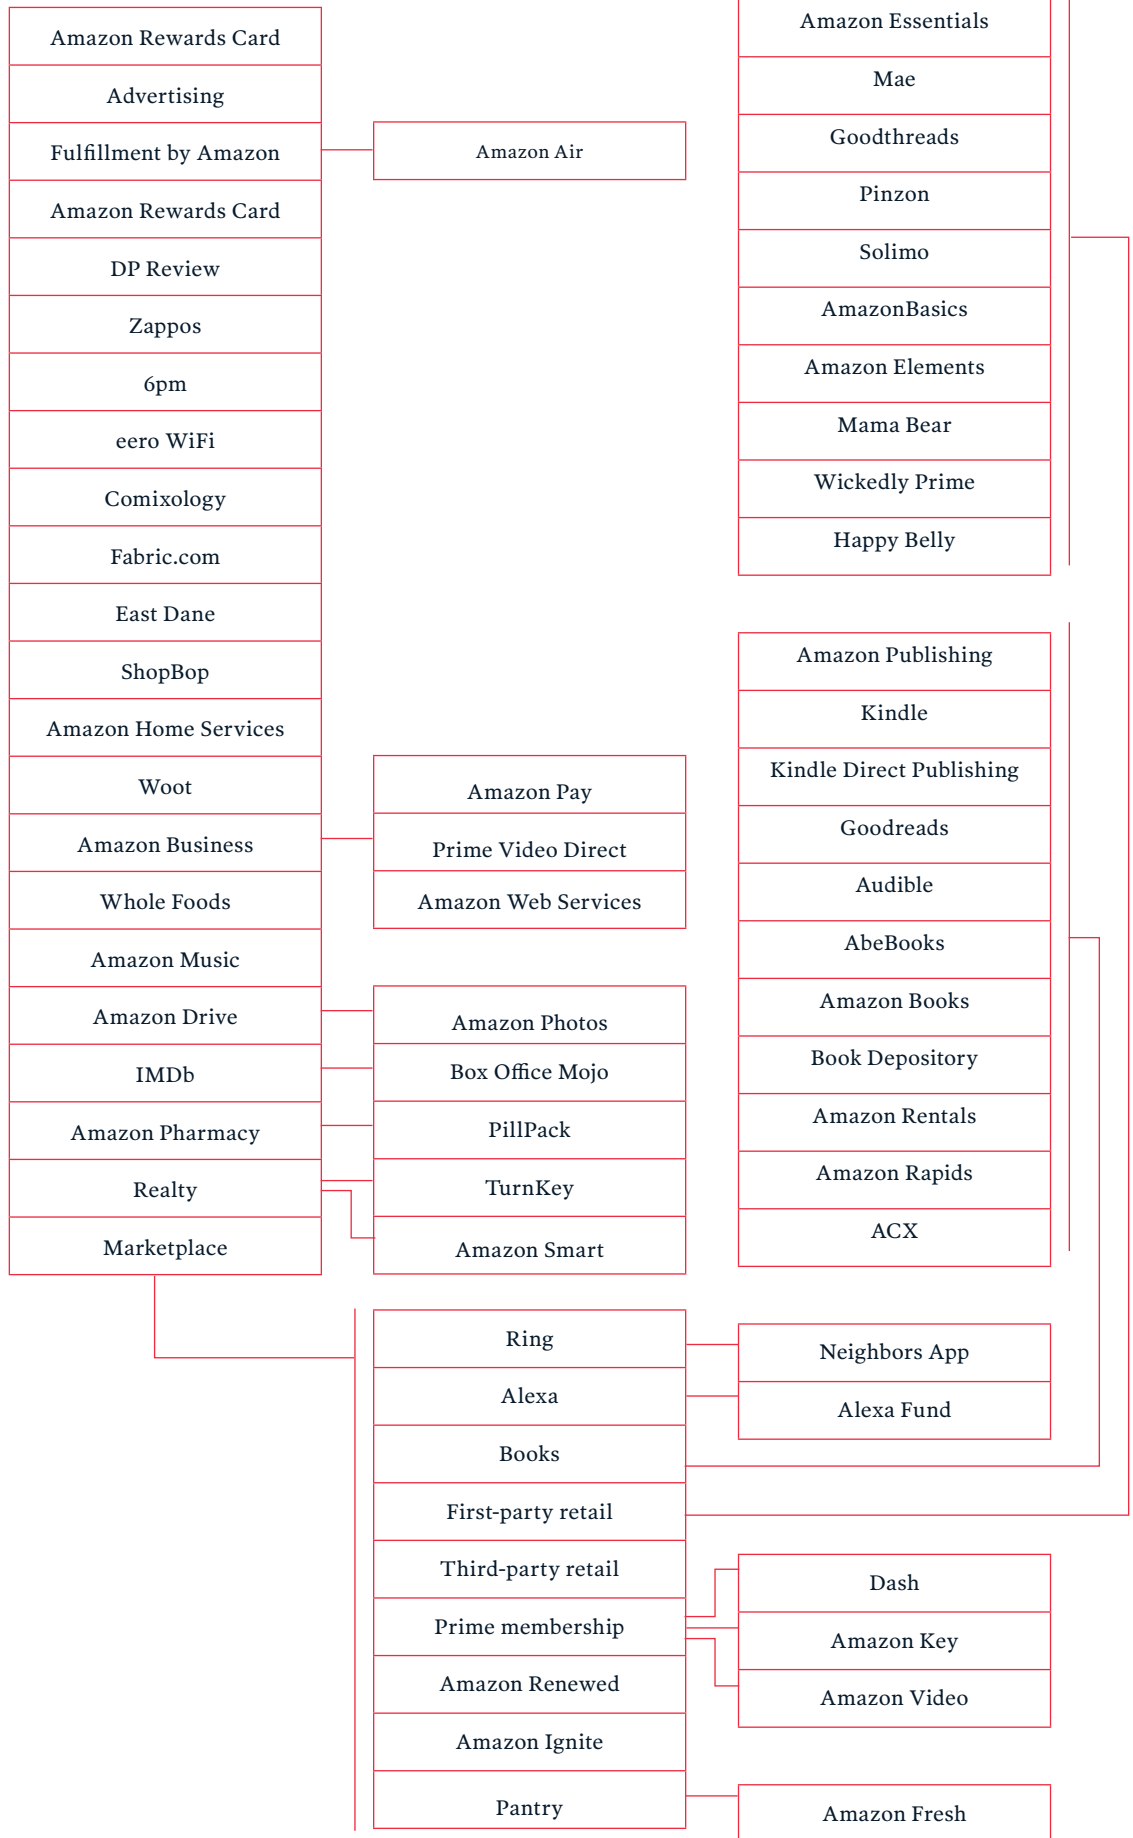 Amazon Rewards Card
Advertising
Fulfillment by Amazon
Amazon Rewards Card
DP Review
Zappos
6pm
eero WiFi
Comixology
Fabric.com
East Dane
ShopBop
Amazon Home Services
Woot
Amazon Business
Whole Foods
Amazon Music
Amazon Drive
IMDb
Amazon Pharmacy
Realty
Marketplace
Amazon Air
Amazon Pay
Prime Video Direct
Amazon Web Services
Amazon Photos
Box Office Mojo
PillPack
TurnKey
Amazon Smart
Ring
Alexa
Books
First-party retail
Third-party retail
Prime membership
Amazon Renewed
Amazon Ignite
Pantry
Amazon Essentials
Mae
Goodthreads
Pinzon
Solimo
AmazonBasics
Amazon Elements
Mama Bear
Wickedly Prime
Happy Belly
Amazon Publishing
Kindle
Kindle Direct Publishing
Goodreads
Audible
AbeBooks
Amazon Books
Book Depository
Amazon Rentals
Amazon Rapids
ACX
Neighbors App
Alexa Fund
Dash
Amazon Key
Amazon Video
Amazon Fresh